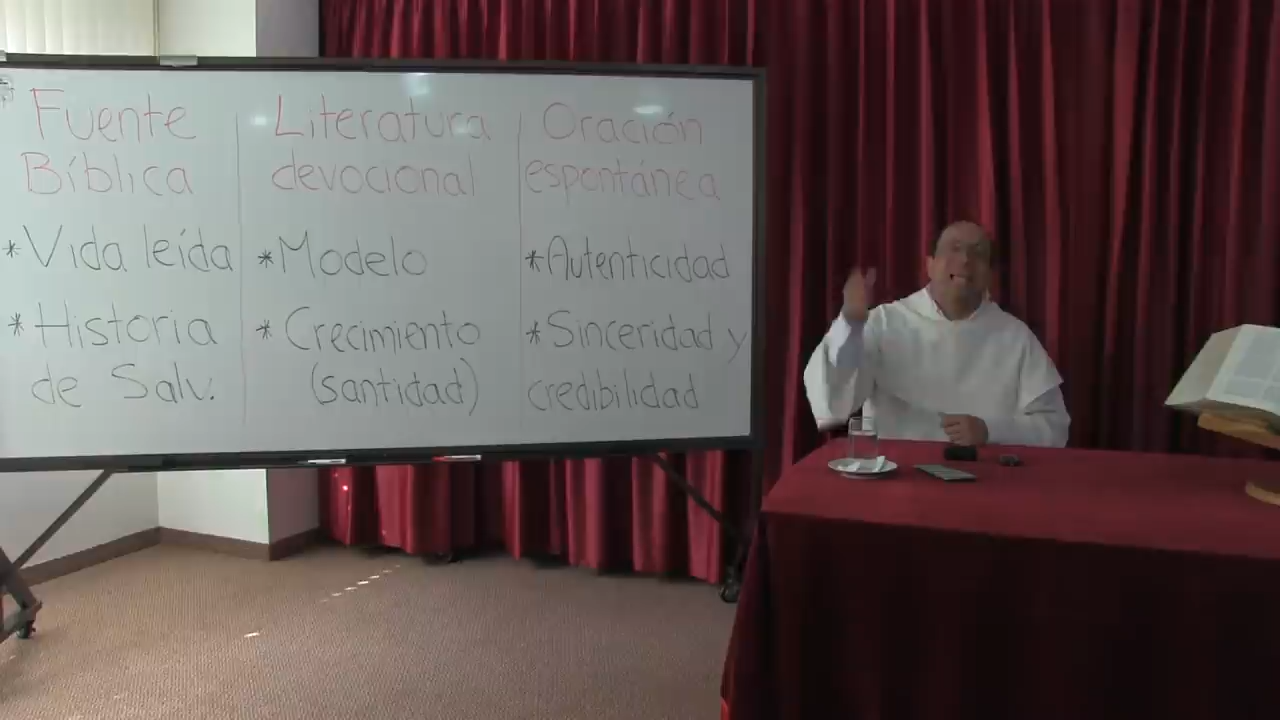 Fuente
Bíblica
*Vida leída
*Historia
de Salv.
Literatura
devocional
*Modelo
*Crecimiento
(santidad)
Oración
espontánea
*Autenticidad
*Sinceridad y
credibilidad